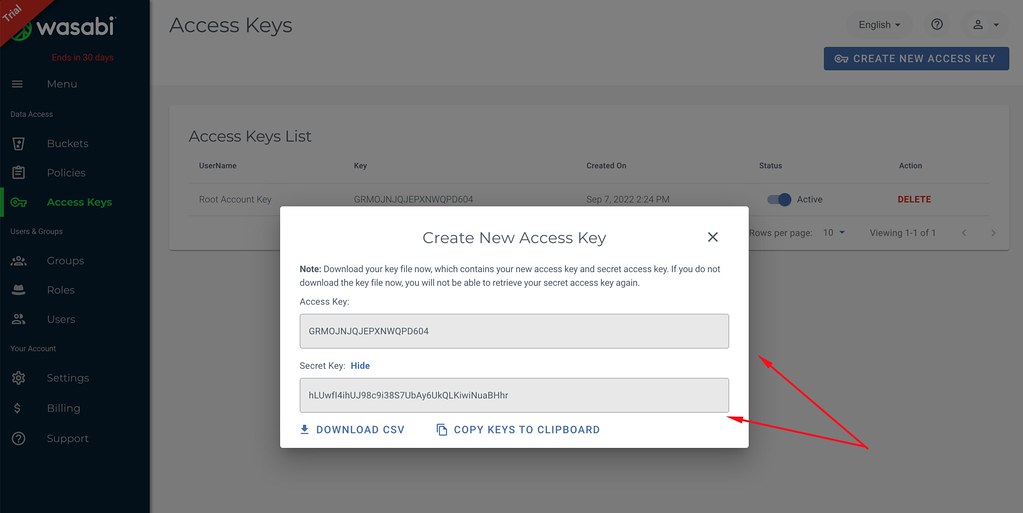 Trial
wasabi
Ends in 30 days
Menu
Data Access
Buckets
Policies
Access Keys
Users & Groups
Groups
Roles
Users
Your Account
Settings
Billing
Support
Access Keys
English
CREATE NEW ACCESS KEY
Access Keys List
UserName Key Created On Status Action
Root Account Key GRMOJNJQJEPXNWQPD604 Sep 7, 2022 2:24 PM Active DELETE
Rows per page: 10 Viewing 1-1 of 1
Create New Access Key
Note: Download your key file now, which contains your new access key and secret access key. If you do not
download the key file now, you will not be able to retrieve your secret access key again.
Access Key:
GRMOJNJQJEPXNWQPD604
Secret Key: Hide
hLUwfI4ihUJ98c9i38S7UbAy6UkQLKiwiNuaBHhr
DOWNLOAD CSV COPY KEYS TO CLIPBOARD